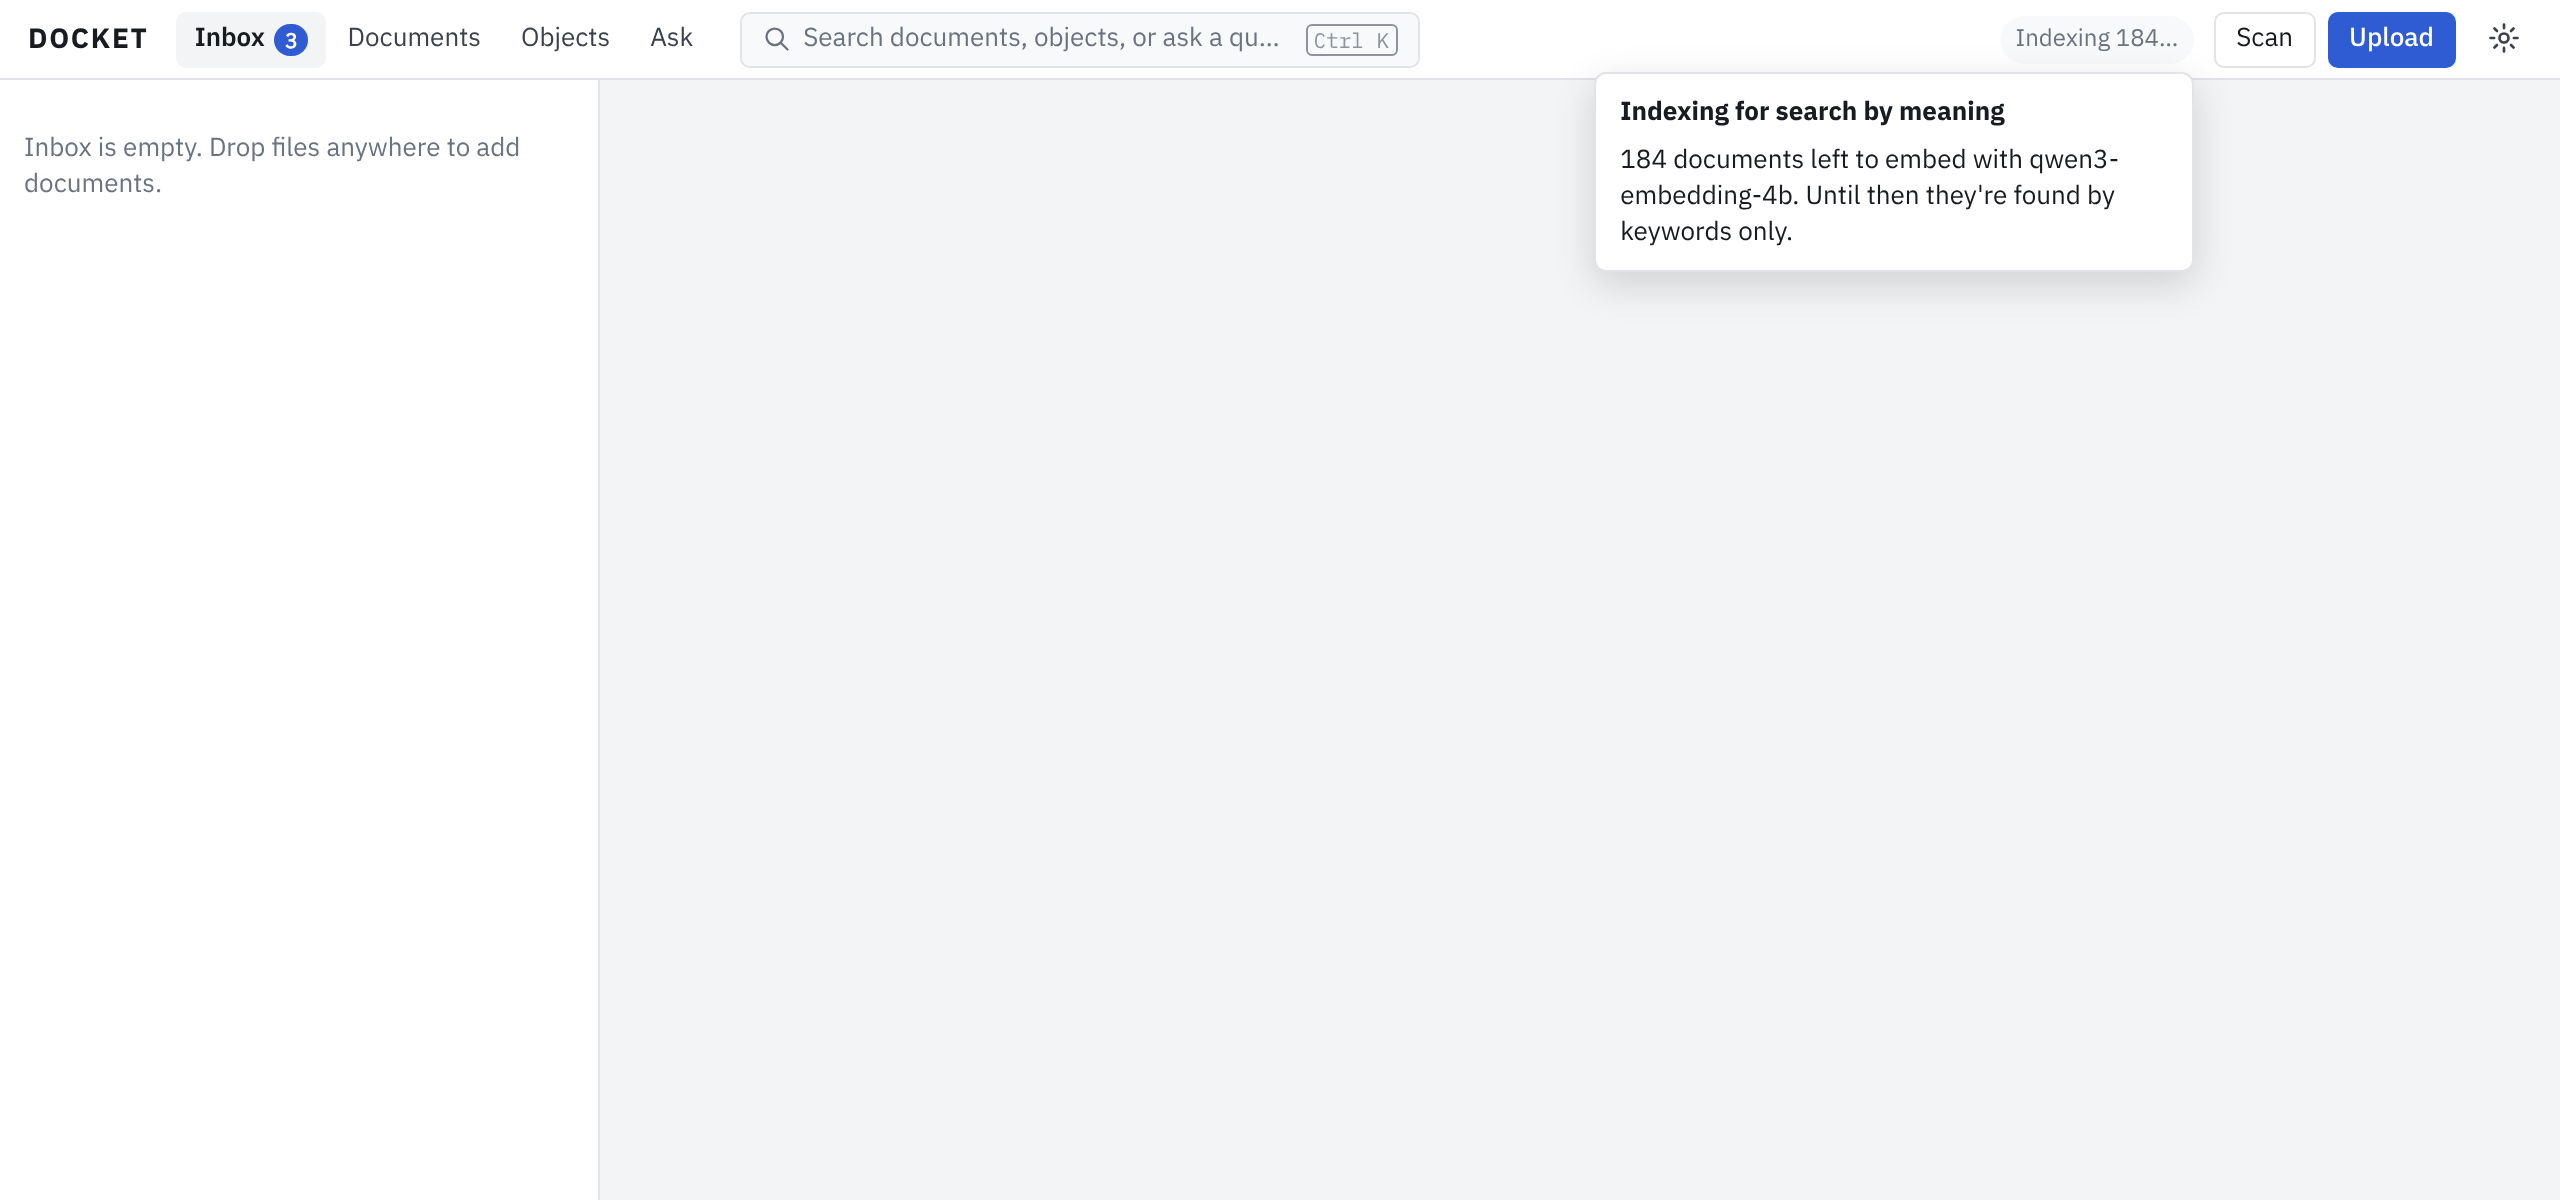 DOCKET Inbox 3 Documents Objects Ask Search documents, objects, or ask a qu... Ctrl K Indexing 184... Scan Upload
Inbox is empty. Drop files anywhere to add
documents.
Indexing for search by meaning
184 documents left to embed with qwen3-
embedding-4b. Until then they're found by
keywords only.